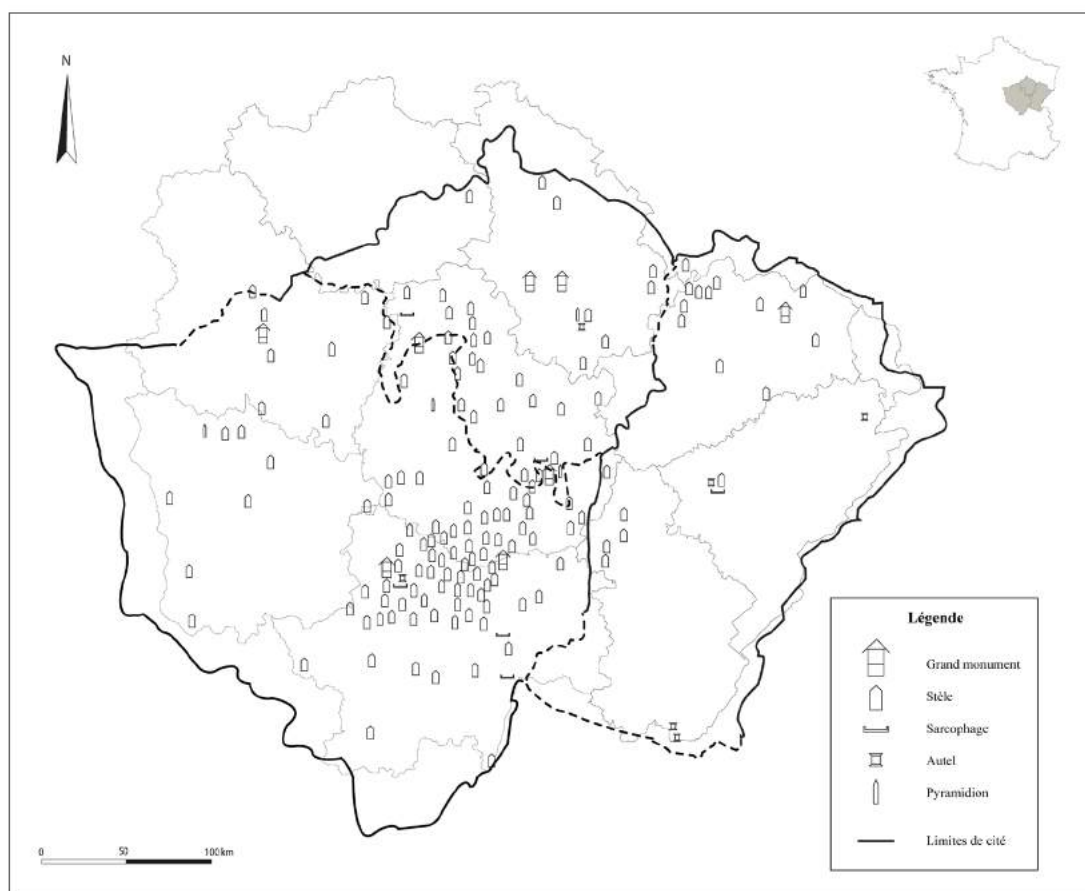 N
Légende
Grand monument
Stèle
Sarcophage
Autel
Pyramidion
Limites de cité
0 50 100km